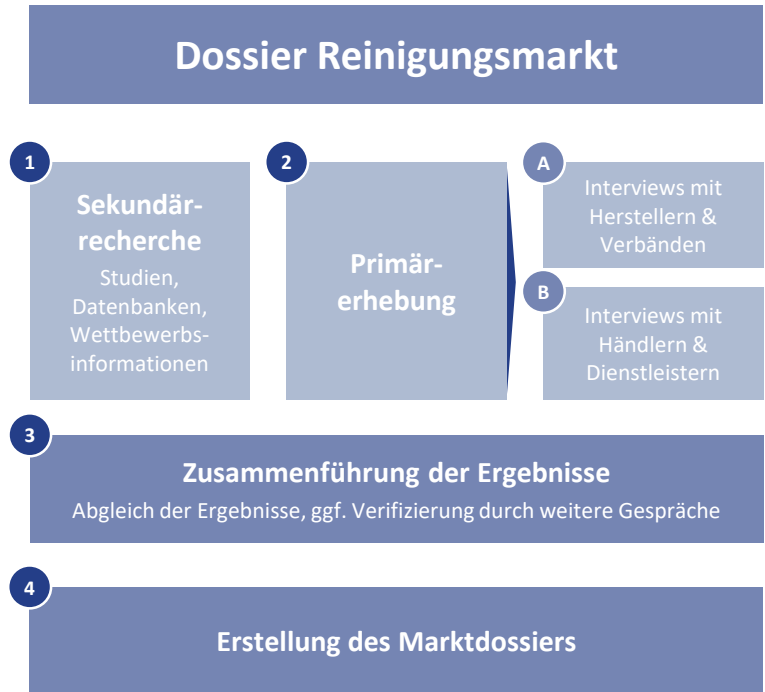 Dossier Reinigungsmarkt
1
Sekundär-
recherche
Studien,
Datenbanken,
Wettbewerbs-
informationen
2
Primär-
erhebung
A
Interviews mit
Herstellern &
Verbänden
B
Interviews mit
Händlern &
Dienstleistern
3
Zusammenführung der Ergebnisse
Abgleich der Ergebnisse, ggf. Verifizierung durch weitere Gespräche
4
Erstellung des Marktdossiers